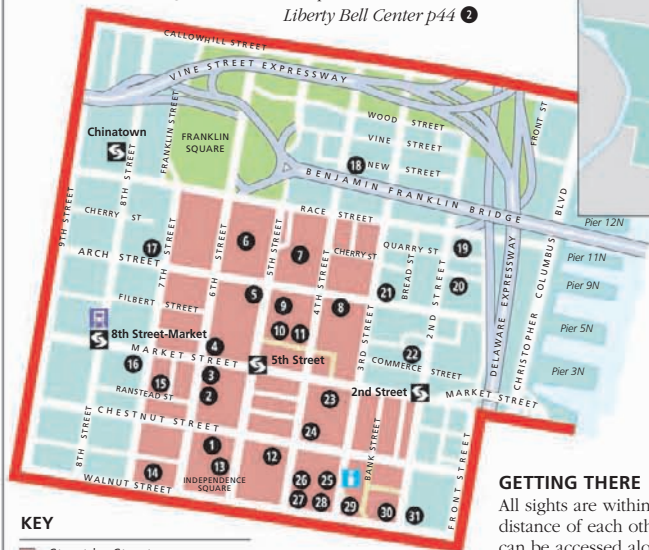 Liberty Bell Center p44 2
CALLOWHILL STREET
VINE STREET EXPRESSWAY
WOOD STREET
VINE STREET
NEW STREET
18
Chinatown
FRANKLIN STREET
FRANKLIN SQUARE
8TH STREET
FRONT ST
BENJAMIN FRANKLIN BRIDGE
9TH STREET
CHERRY ST
RACE STREET
Pier 12N
17
7TH STREET
6TH STREET
6
5TH STREET
7
4TH STREET
CHERRY ST
QUARRY ST
19
Pier 11N
ARCH STREET
BREAD ST
2ND STREET
20
Pier 9N
DELAWARE EXPRESSWAY
CHRISTOPHER COLUMBUS BLVD
5
9
8
21
FILBERT STREET
10
11
3RD STREET
Pier 5N
8th Street-Market
4
22
MARKET STREET
5th Street
COMMERCE STREET
Pier 3N
16
3
15
2
2nd Street
MARKET STREET
RANSTEAD ST
23
CHESTNUT STREET
24
BANK STREET
8TH STREET
1
12
13
14
INDEPENDENCE SQUARE
26
25
WALNUT STREET
27
28
29
30
31
FRONT STREET
KEY
GETTING THERE
All sights are within
distance of each oth
can be accessed alo